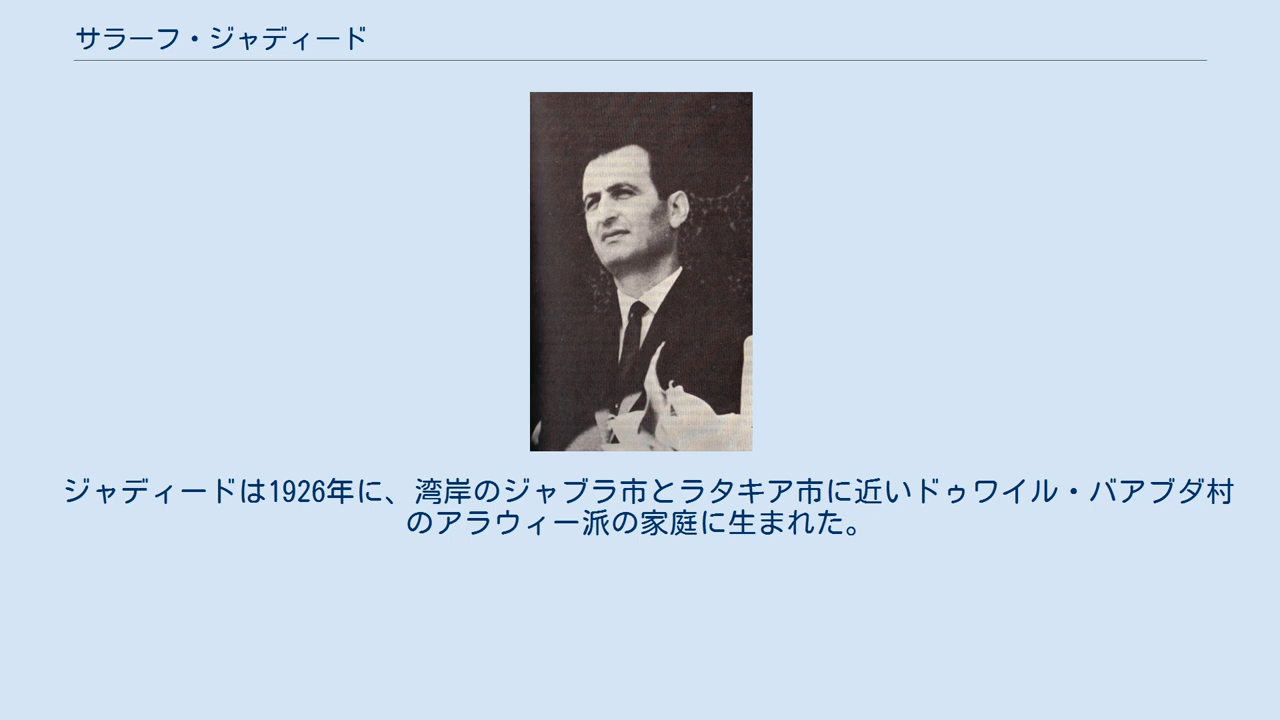 サラーフ・ジャディード
ジャディードは1926年に、湾岸のジャブラ市とラタキア市に近いドゥワイル・バアブダ村
のアラウィー派の家庭に生まれた。